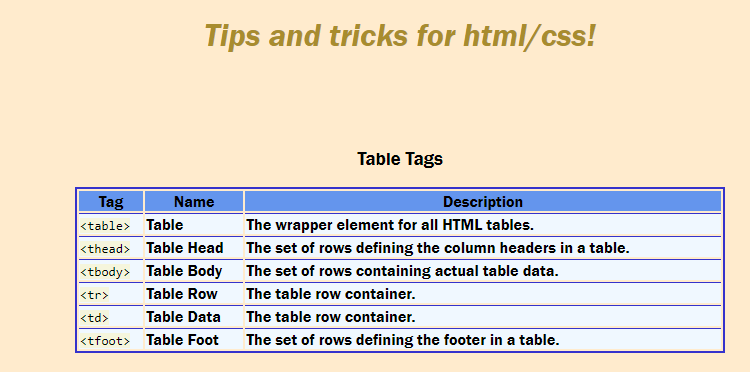 Tips and tricks for html/css!
Table Tags
Tag Name Description
<table> Table The wrapper element for all HTML tables.
<thead> Table Head The set of rows defining the column headers in a table.
<tbody> Table Body The set of rows containing actual table data.
<tr> Table Row The table row container.
<td> Table Data The table row container.
<tfoot> Table Foot The set of rows defining the footer in a table.